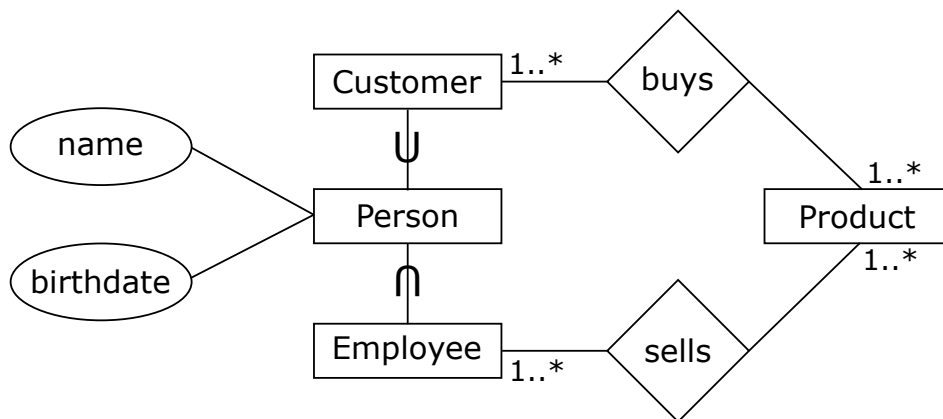 Customer
1..*
buys
name
1..*
Person
Product
birthdate
1..*
Employee
1..*
sells